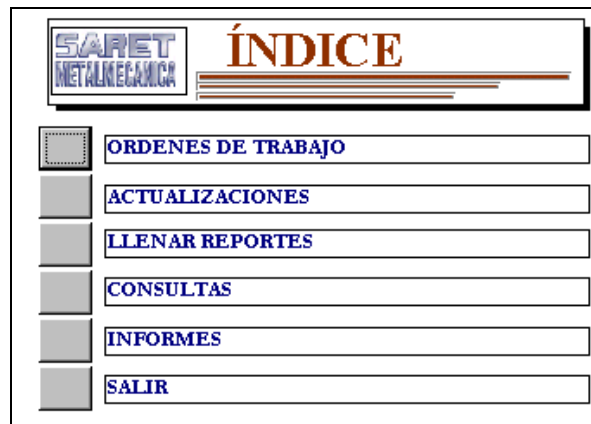 SARET
METALMECANICA
ÍNDICE
ORDENES DE TRABAJO
ACTUALIZACIONES
LLENAR REPORTES
CONSULTAS
INFORMES
SALIR